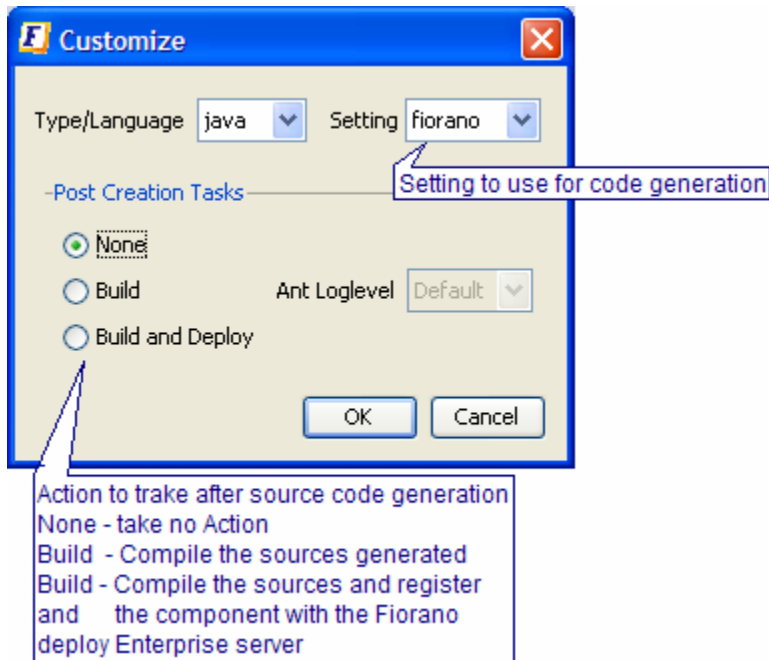 Customize
Type/Language java Setting fiorano
Setting to use for code generation
Post Creation Tasks
None
Build Ant Loglevel Default
Build and Deploy
OK Cancel
Action to trake after source code generation
None - take no Action
Build - Compile the sources generated
Build - Compile the sources and register
and the component with the Fiorano
deploy Enterprise server